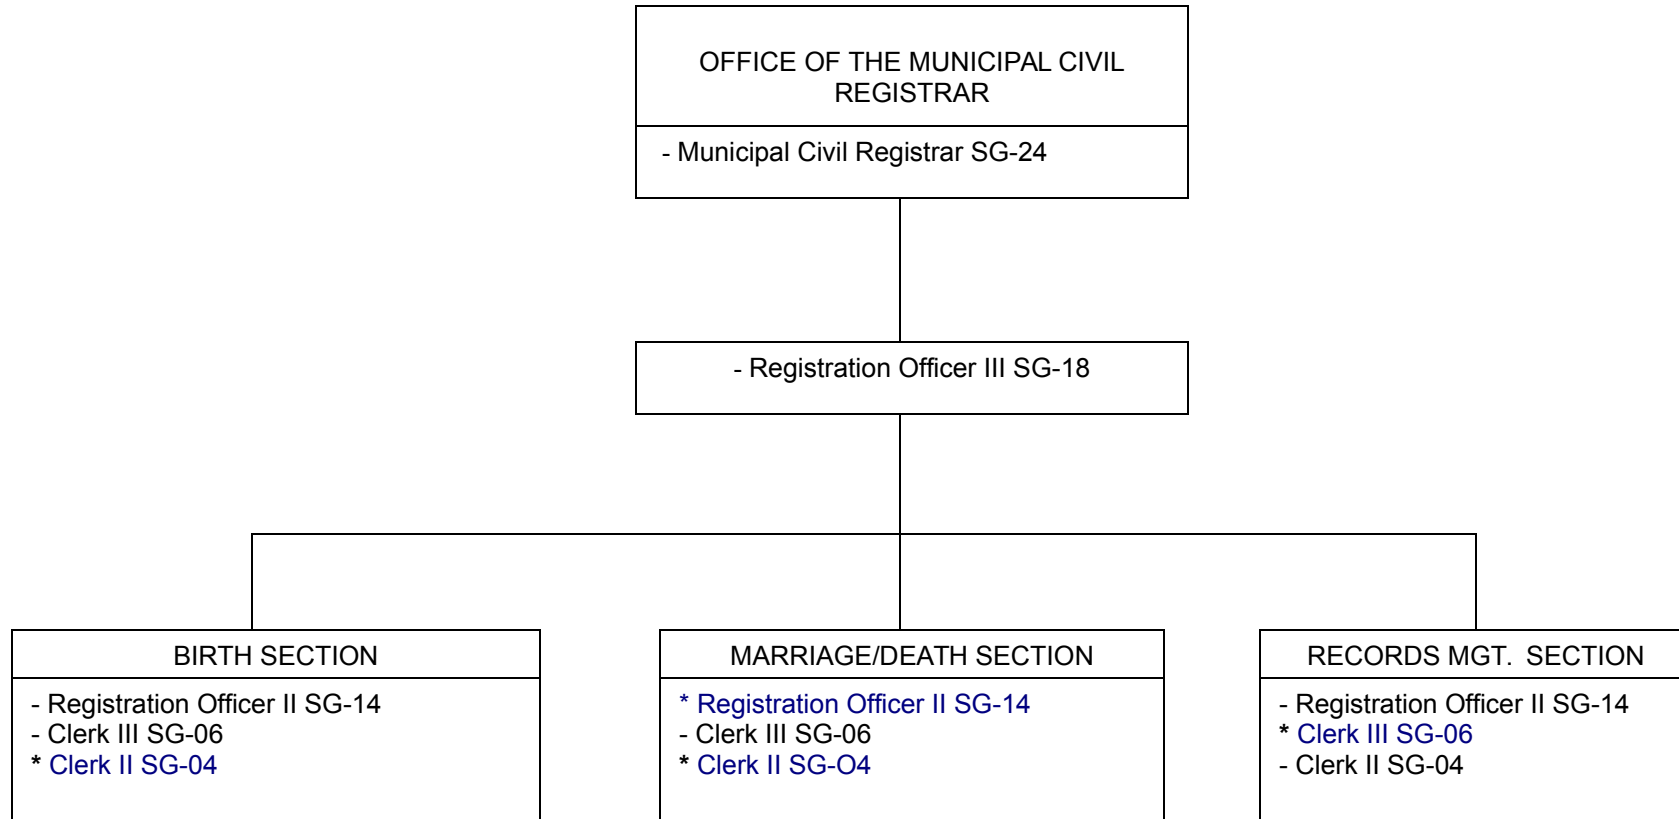 OFFICE OF THE MUNICIPAL CIVIL
REGISTRAR
- Municipal Civil Registrar SG-24
- Registration Officer III SG-18
BIRTH SECTION
- Registration Officer II SG-14
- Clerk III SG-06
* Clerk II SG-04
MARRIAGE/DEATH SECTION
* Registration Officer II SG-14
- Clerk III SG-06
* Clerk II SG-O4
RECORDS MGT. SECTION
- Registration Officer II SG-14
* Clerk III SG-06
- Clerk II SG-04